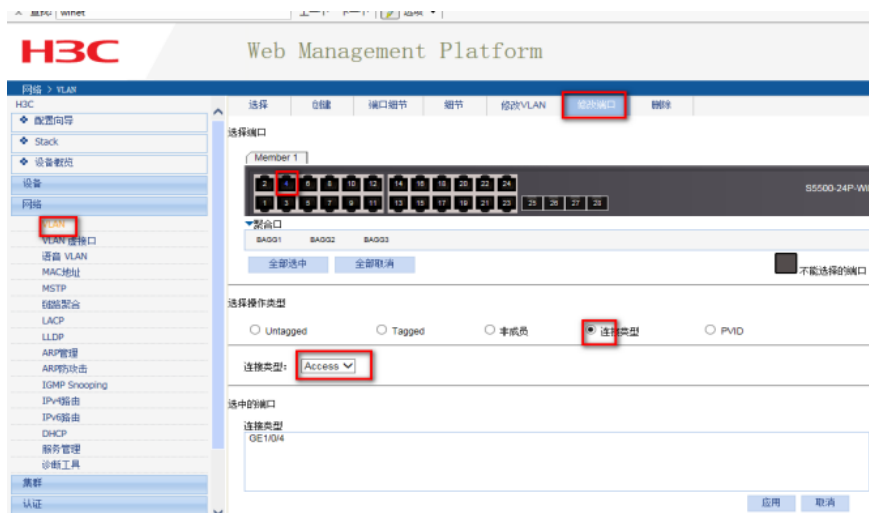 winet
H3C
Web Management Platform
网络 > VLAN
H3C
配置向导
Stack
设备概览
设备
网络
VLAN
VLAN 虚接口
语音 VLAN
MAC地址
MSTP
链路聚合
LACP
LLDP
ARP管理
ARP防攻击
IGMP Snooping
IPv4路由
IPv6路由
DHCP
服务管理
诊断工具
集群
认证
选择 创建 端口细节 细节 修改VLAN 修改端口 删除
选择端口
Member 1
2 4 6 8 10 12 14 16 18 20 22 24
1 3 5 7 9 11 13 15 17 19 21 23 25 26 27 28
S5500-24P-WI
聚合口
BAGG1 BAGG2 BAGG3
全部选中 全部取消
不能选择的端口
选择操作类型
Untagged Tagged 非成员 连接类型 PVID
连接类型: Access
选中的端口
连接类型
GE1/0/4
应用 取消